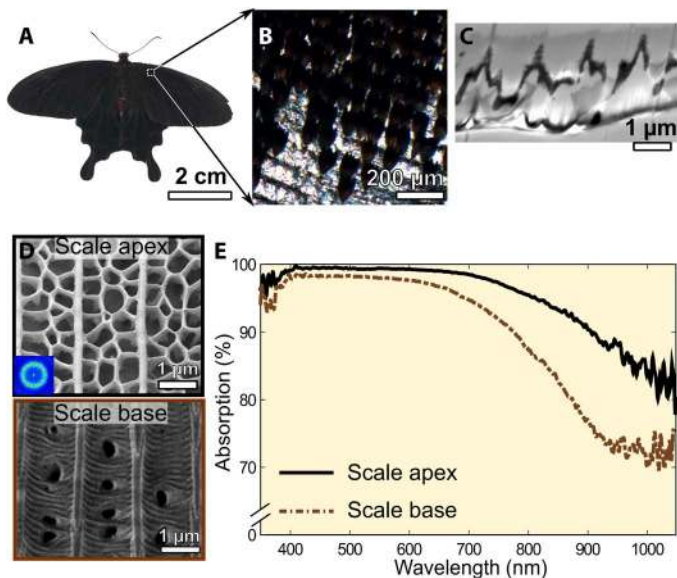 A
2 cm
B
200 μm
C
1 μm
D
Scale apex
1 μm
Scale base
1 μm
E
100
90
80
70
0
Absorption (%)
Scale apex
Scale base
400 500 600 700 800 900 1000
Wavelength (nm)